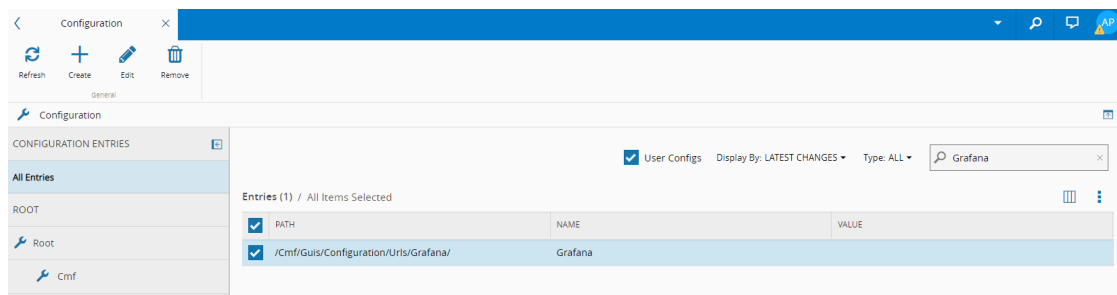 Configuration
AP
Refresh Create Edit Remove
General
Configuration
CONFIGURATION ENTRIES
User Configs Display By: LATEST CHANGES Type: ALL Grafana
All Entries
Entries (1) / All Items Selected
ROOT
PATH NAME VALUE
Root
/Cmf/Guis/Configuration/Urls/Grafana/ Grafana
Cmf